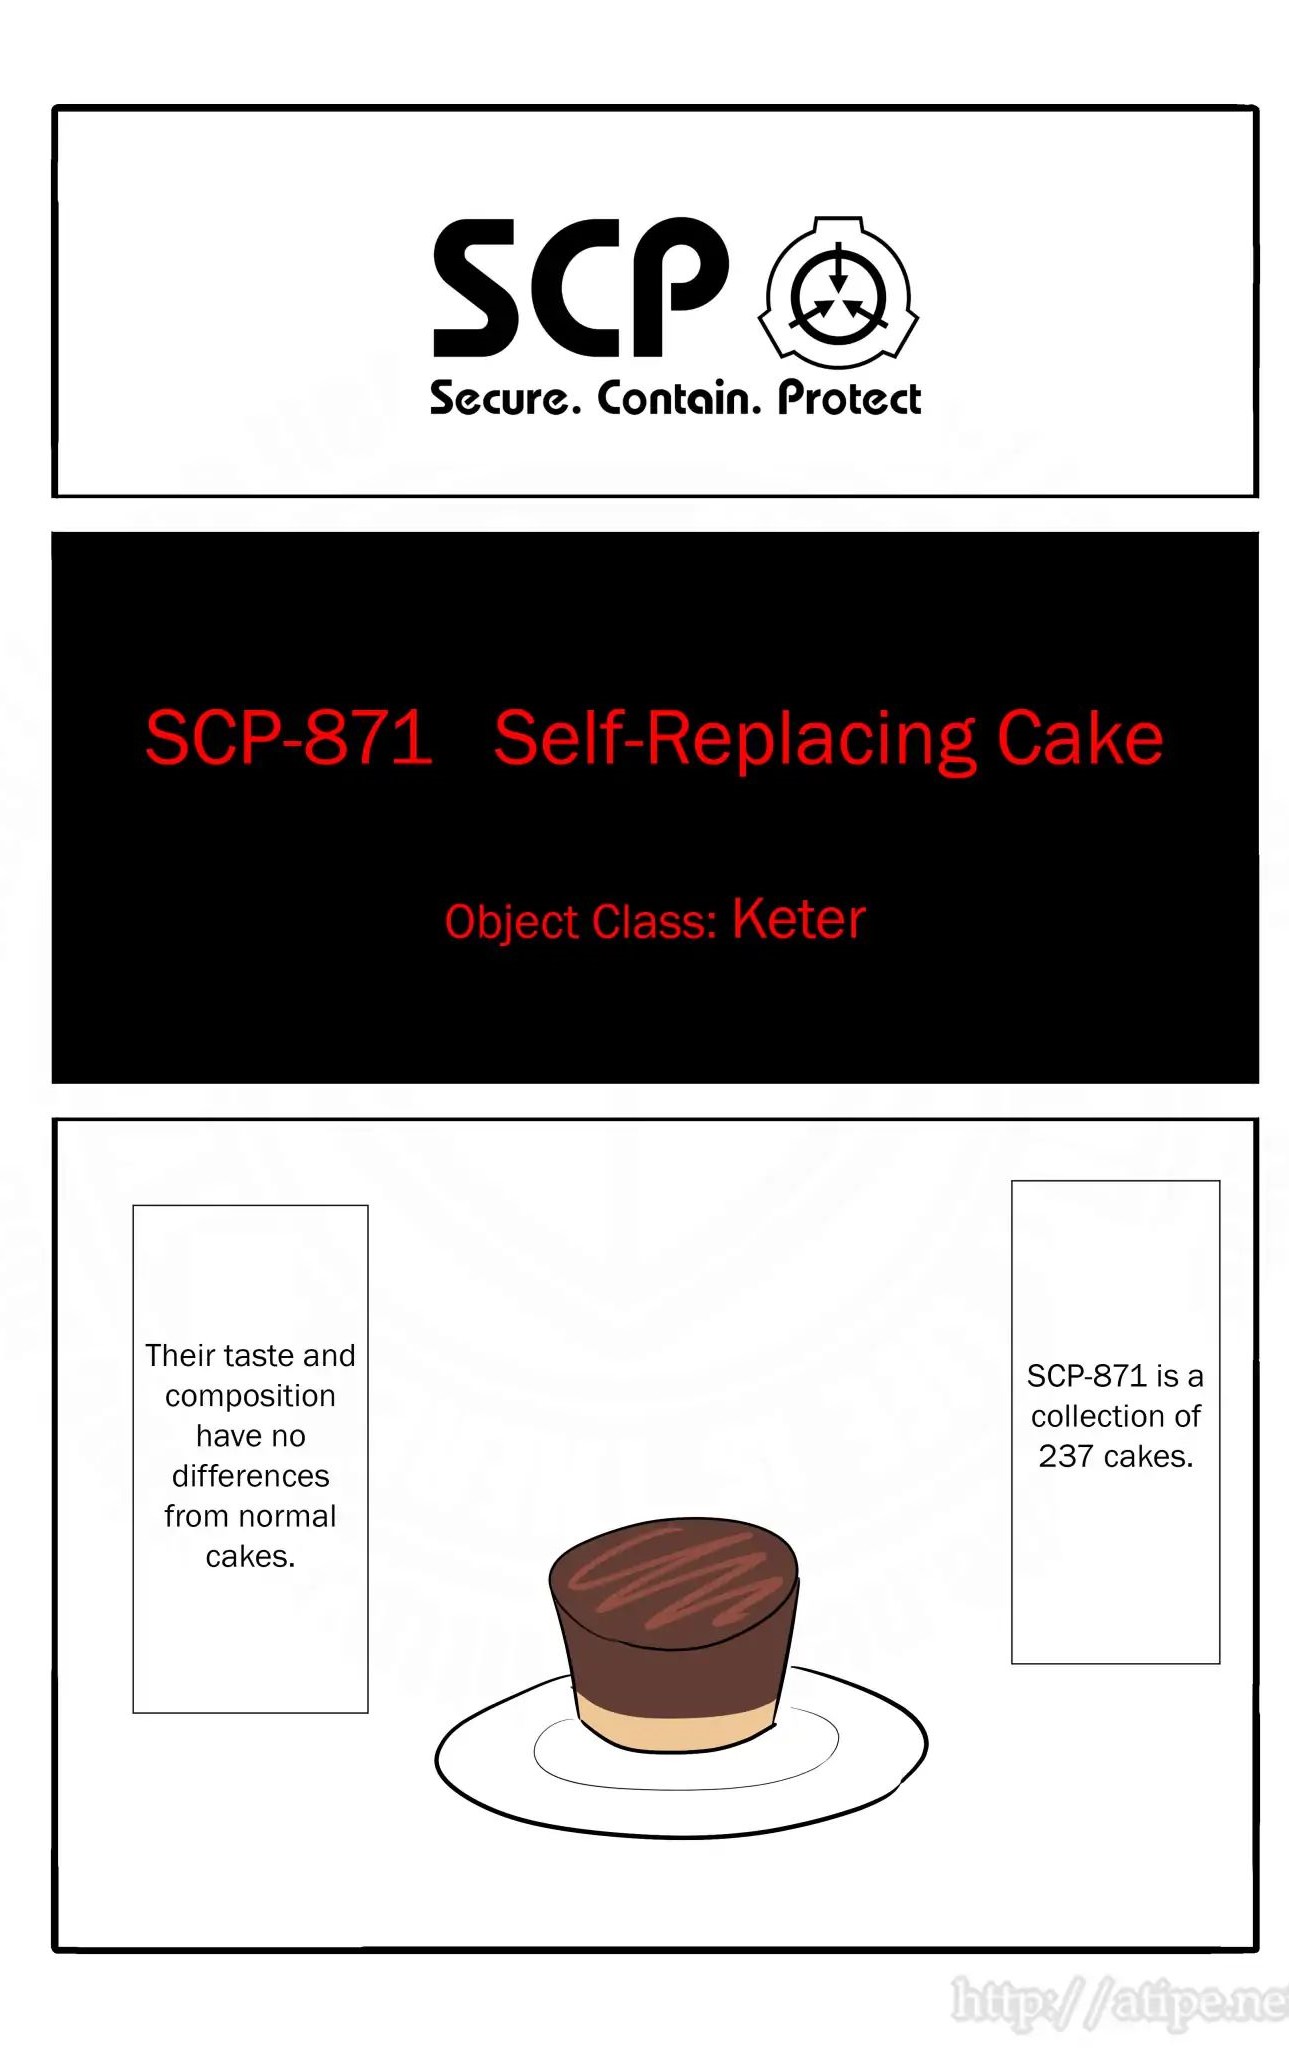 SCP
Secure. Contain. Protect
SCP-871 Self-Replacing Cake
Object Class: Keter
SCP-871 is a
collection of
237 cakes.
Their taste and
composition
have no
differences
from normal
cakes.
http://atipe.ne